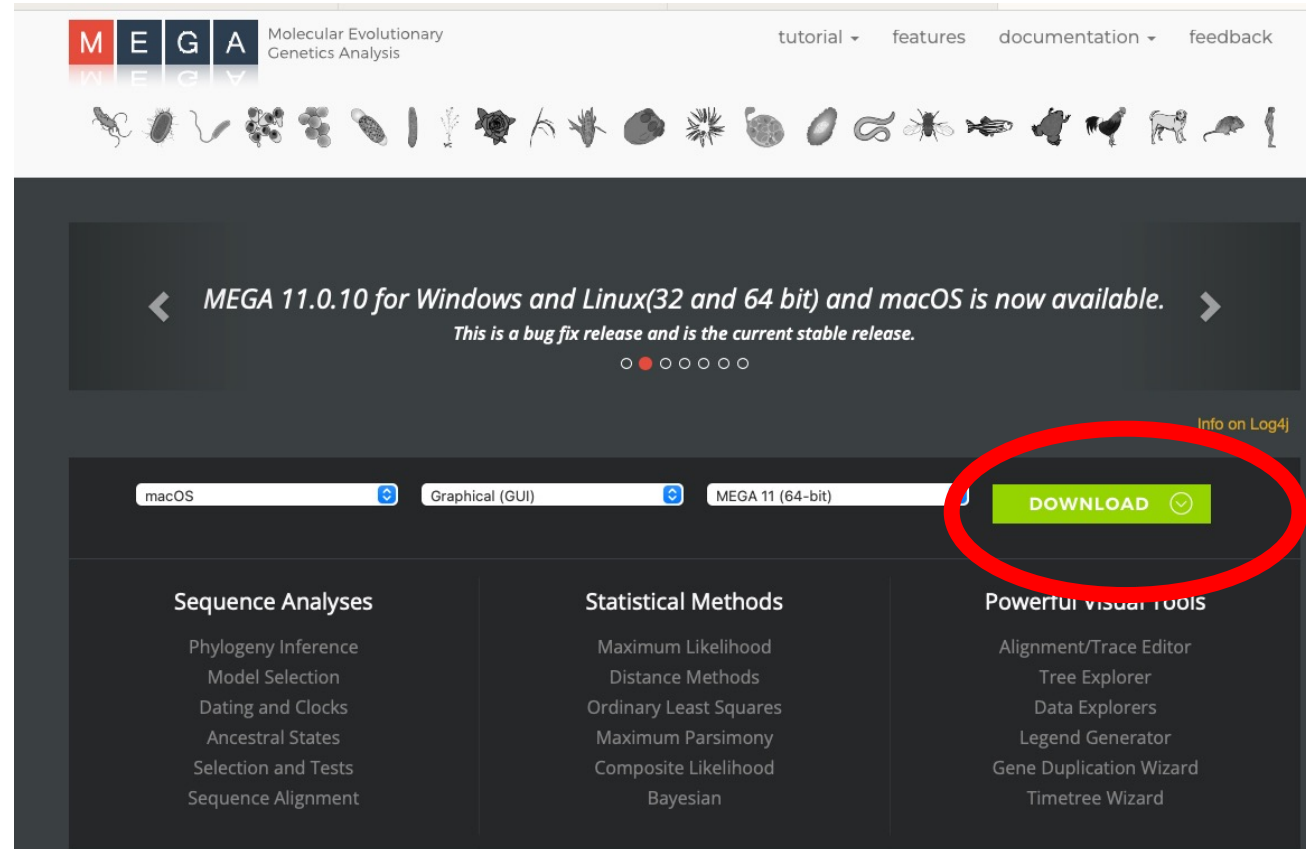 M E G A Molecular Evolutionary
Genetics Analysis
tutorial features documentation feedback
MEGA 11.0.10 for Windows and Linux(32 and 64 bit) and macOS is now available.
This is a bug fix release and is the current stable release.
Info on Log4j
macOS Graphical (GUI) MEGA 11 (64-bit) DOWNLOAD
Sequence Analyses
Phylogeny Inference
Model Selection
Dating and Clocks
Ancestral States
Selection and Tests
Sequence Alignment
Statistical Methods
Maximum Likelihood
Distance Methods
Ordinary Least Squares
Maximum Parsimony
Composite Likelihood
Bayesian
Powerful Visual Tools
Alignment/Trace Editor
Tree Explorer
Data Explorers
Legend Generator
Gene Duplication Wizard
Timetree Wizard